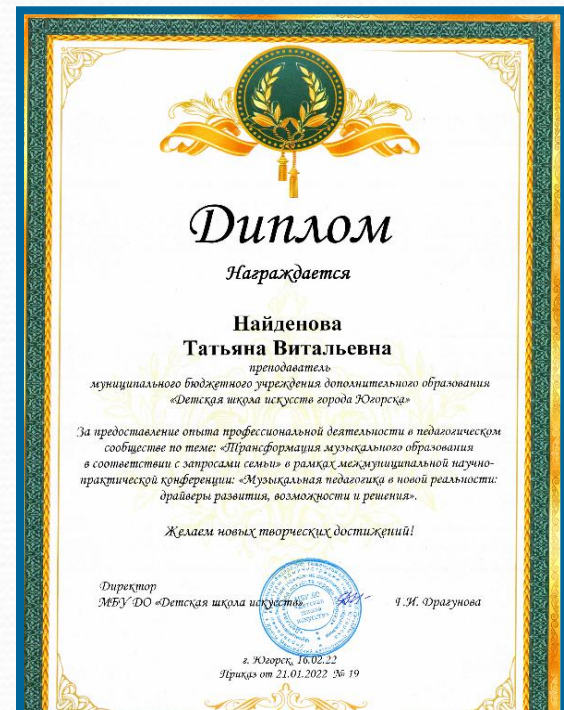 Диплом
Награждается
Найденова
Татьяна Витальевна
преподаватель
муниципального бюджетного учреждения дополнительного образования
«Детская школа искусств города Югорска»
За предоставление опыта профессиональной деятельности в педагогическом
сообществе по теме: «Трансформация музыкального образования
в соответствии с запросами семьи» в рамках межмуниципальной научно-
практической конференции: «Музыкальная педагогика в новой реальности:
драйверы развития, возможности и решения».
Желаем новых творческих достижений!
Директор
МБУ ДО «Детская школа искусств» Г.И. Драгунова
г. Югорск, 16.02.22
Приказ от 21.01.2022 № 19